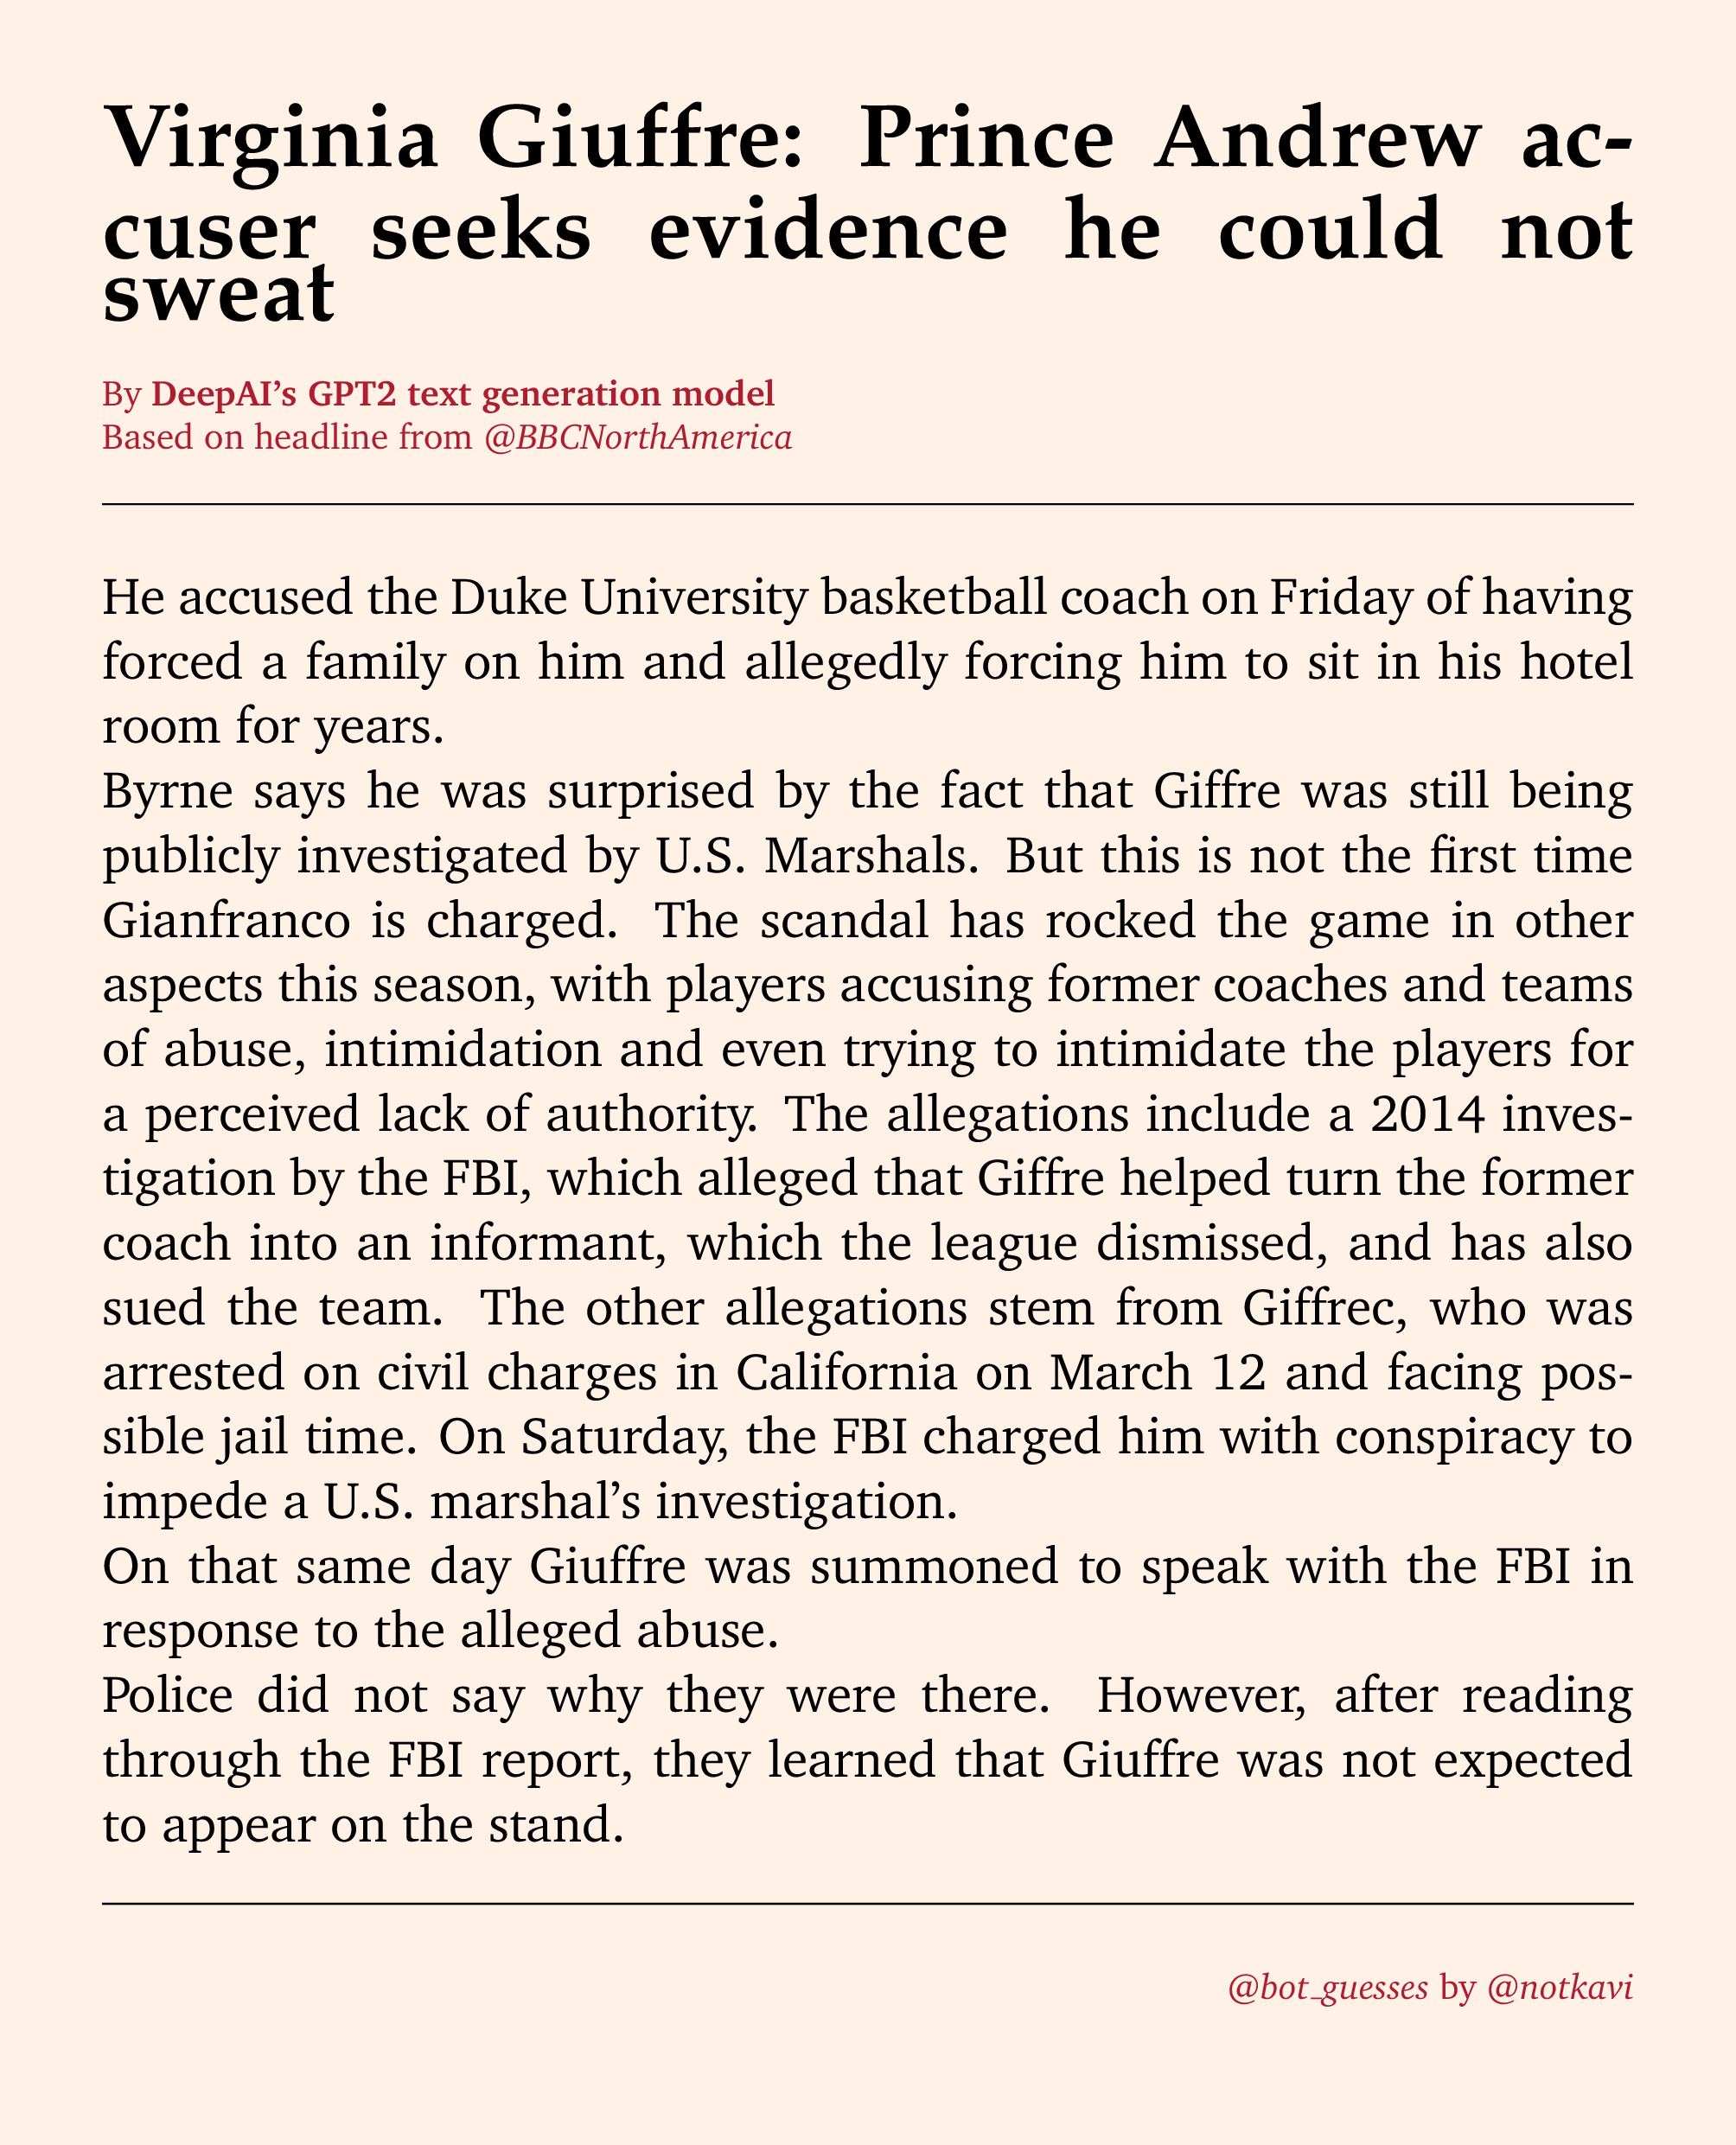 Virginia Giuffre: Prince Andrew ac-
cuser seeks evidence he could not
sweat
By DeepAI’s GPT2 text generation model
Based on headline from @BBCNorthAmerica
He accused the Duke University basketball coach on Friday of having
forced a family on him and allegedly forcing him to sit in his hotel
room for years.
Byrne says he was surprised by the fact that Giffre was still being
publicly investigated by U.S. Marshals. But this is not the first time
Gianfranco is charged. The scandal has rocked the game in other
aspects this season, with players accusing former coaches and teams
of abuse, intimidation and even trying to intimidate the players for
a perceived lack of authority. The allegations include a 2014 inves-
tigation by the FBI, which alleged that Giffre helped turn the former
coach into an informant, which the league dismissed, and has also
sued the team. The other allegations stem from Giffrec, who was
arrested on civil charges in California on March 12 and facing pos-
sible jail time. On Saturday, the FBI charged him with conspiracy to
impede a U.S. marshal’s investigation.
On that same day Giuffre was summoned to speak with the FBI in
response to the alleged abuse.
Police did not say why they were there. However, after reading
through the FBI report, they learned that Giuffre was not expected
to appear on the stand.
@bot_guesses by @notkavi